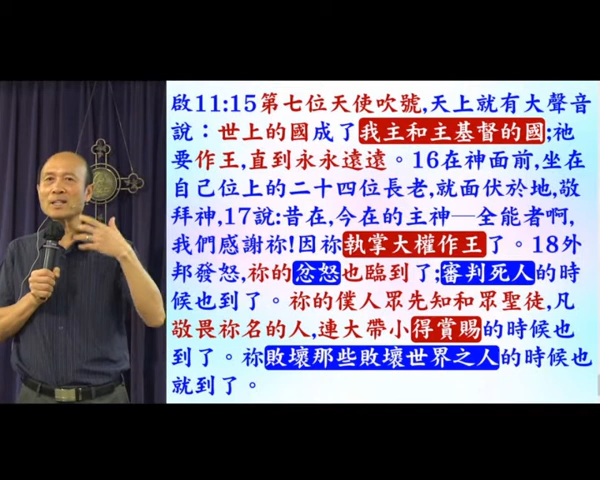 啟11:15第七位天使吹號,天上就有大聲音
說：世上的國成了我主和主基督的國;祂
要作王,直到永永遠遠。16在神面前,坐在
自己位上的二十四位長老,就面伏於地,敬
拜神,17說:昔在,今在的主神─全能者啊,
我們感謝祢!因祢執掌大權作王了。18外
邦發怒,祢的忿怒也臨到了;審判死人的時
候也到了。祢的僕人眾先知和眾聖徒,凡
敬畏祢名的人,連大帶小得賞賜的時候也
到了。祢敗壞那些敗壞世界之人的時候也
就到了。